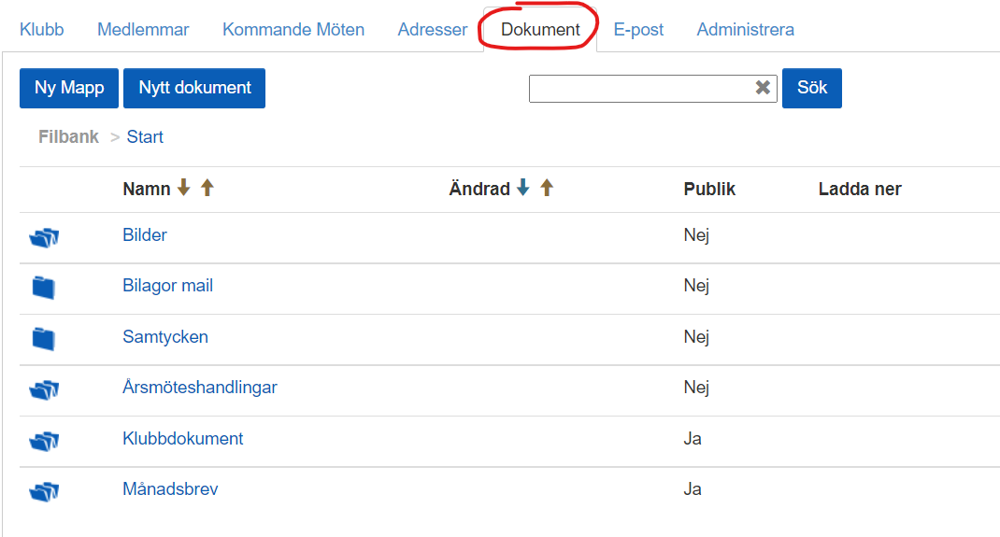 Klubb Medlemmar Kommande Möten Adresser Dokument E-post Administrera
Ny Mapp Nytt dokument Sök
Filbank > Start
Namn Ändrad Publik Ladda ner
Bilder Nej
Bilagor mail Nej
Samtycken Nej
Årsmöteshandlingar Nej
Klubbdokument Ja
Månadsbrev Ja